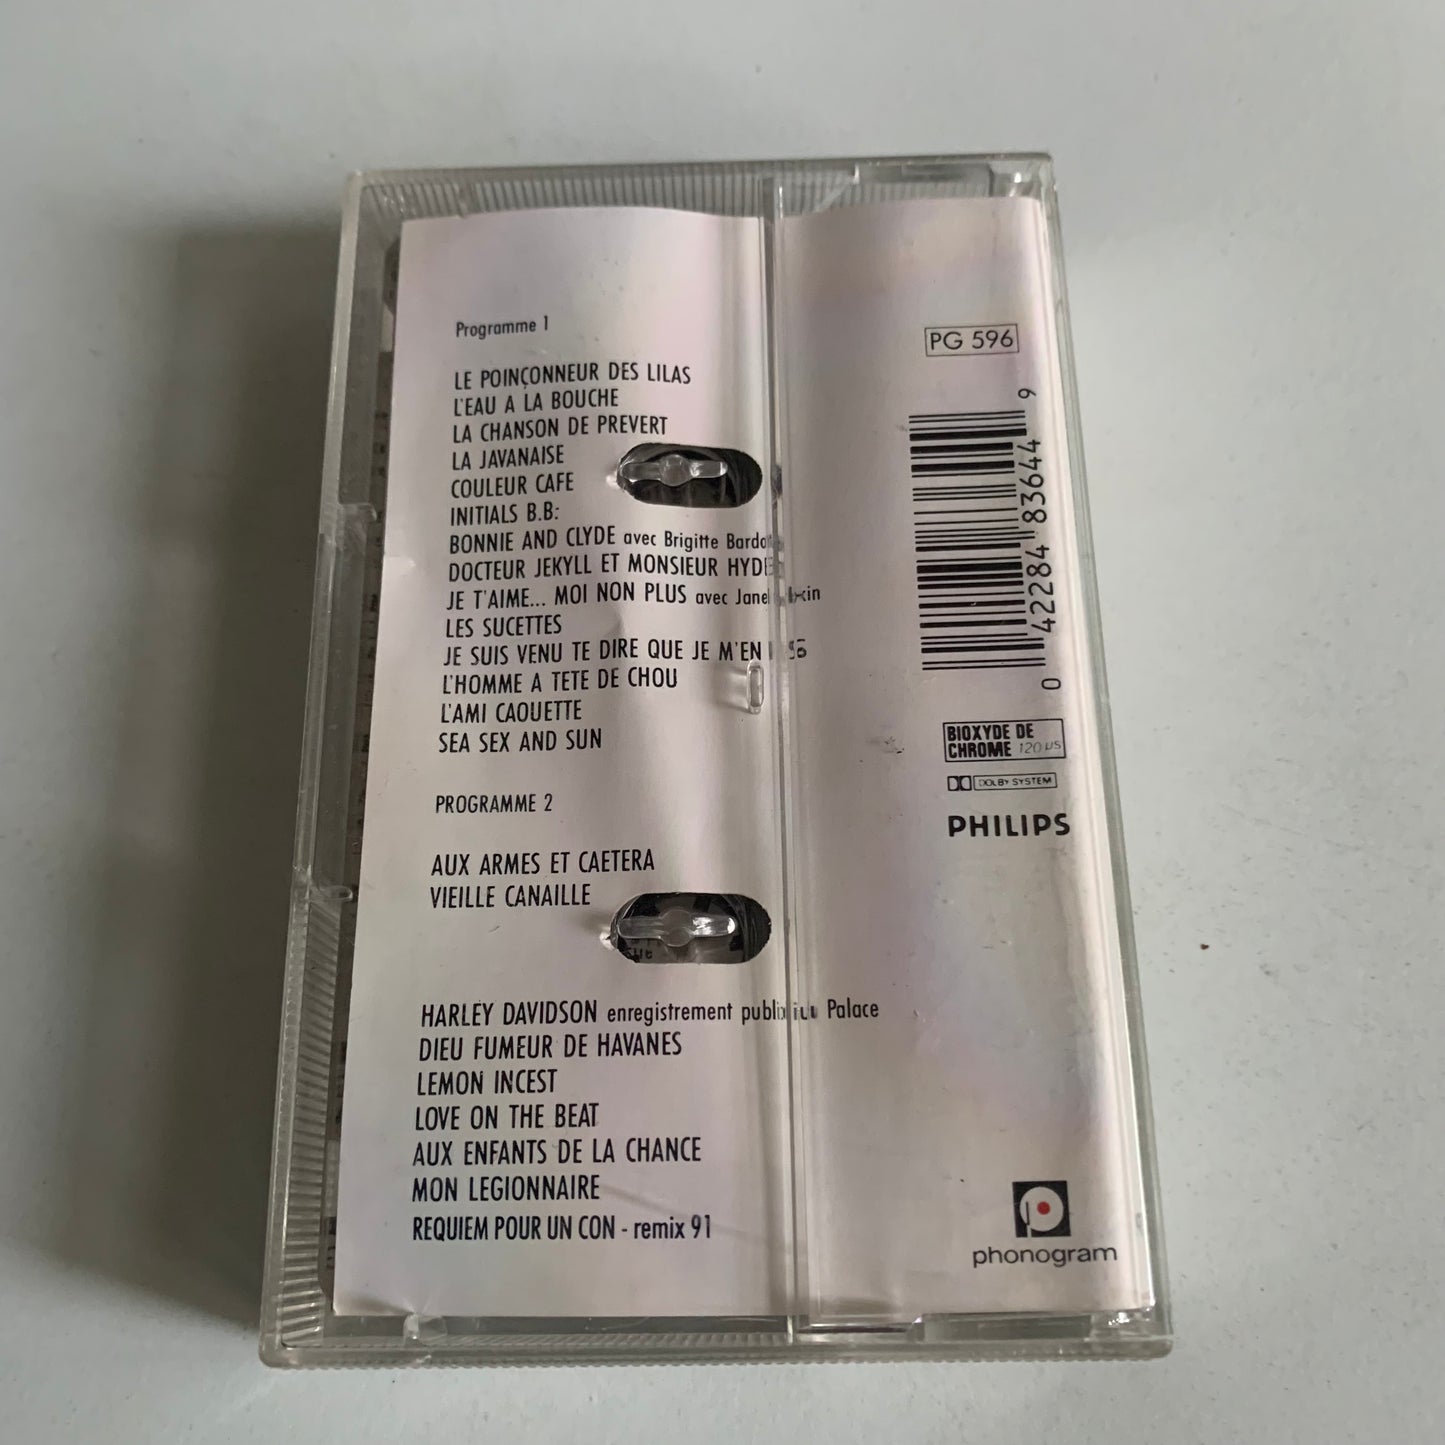 Programme 1
LE POINÇONNEUR DES LILAS
L'EAU A LA BOUCHE
LA CHANSON DE PREVERT
LA JAVANAISE
COULEUR CAFE
INITIALS B.B:
BONNIE AND CLYDE avec Brigitte
DOCTEUR JEKYLL ET MONSIEUR HYDE
JE T'AIME... MOI NON PLUS avec
LES SUCETTES
JE SUIS VENU TE DIRE QUE JE M'EN
L'HOMME A TETE DE CHOU
L'AMI CAOUETTE
SEA SEX AND SUN
PROGRAMME 2
AUX ARMES ET CAETERA
VIEILLE CANAILLE
HARLEY DAVIDSON enregistrement public au Palace
DIEU FUMEUR DE HAVANES
LEMON INCEST
LOVE ON THE BEAT
AUX ENFANTS DE LA CHANCE
MON LEGIONNAIRE
REQUIEM POUR UN CON - remix 91
PG 596
0 42284 83644 9
BIOXYDE DE
CHROME 120 µS
DOLBY SYSTEM
PHILIPS
phonogram